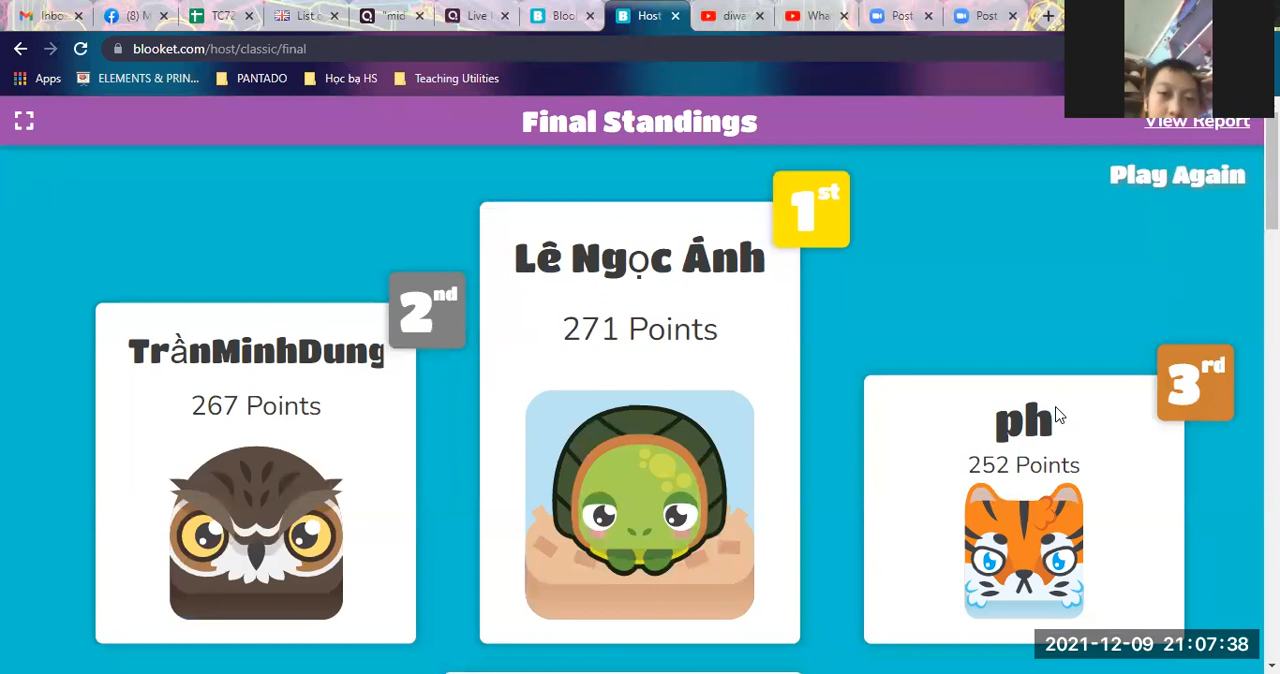 Inbo
(8) M
TC72
List o
"mid
Live
Bloo
Host
diwa
Wha
Post
Post
blooket.com/host/classic/final
Apps
ELEMENTS & PRIN...
PANTADO
Học bạ HS
Teaching Utilities
Final Standings
View Report
Play Again
1st
Lê Ngọc Ánh
271 Points
2nd
TrầnMinhDung
267 Points
3rd
ph
252 Points
2021-12-09 21:07:38